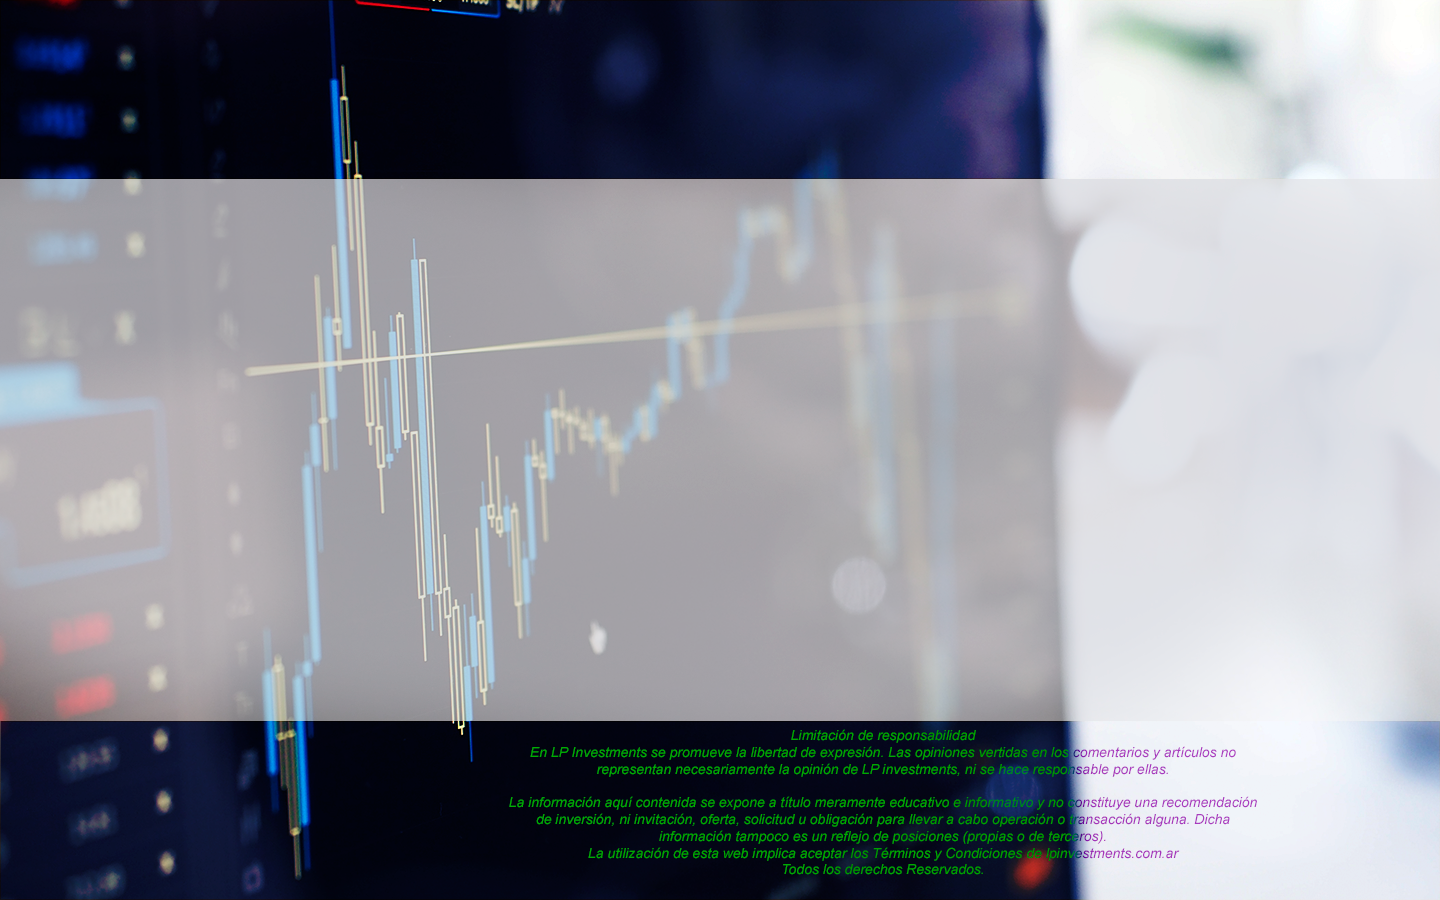 Limitación de responsabilidad
En LP Investments se promueve la libertad de expresión. Las opiniones vertidas en los comentarios y artículos no
representan necesariamente la opinión de LP investments, ni se hace responsable por ellas.
La información aquí contenida se expone a título meramente educativo e informativo y no constituye una recomendación
de inversión, ni invitación, oferta, solicitud u obligación para llevar a cabo operación o transacción alguna. Dicha
información tampoco es un reflejo de posiciones (propias o de terceros).
La utilización de esta web implica aceptar los Términos y Condiciones de lpinvestments.com.ar
Todos los derechos Reservados.